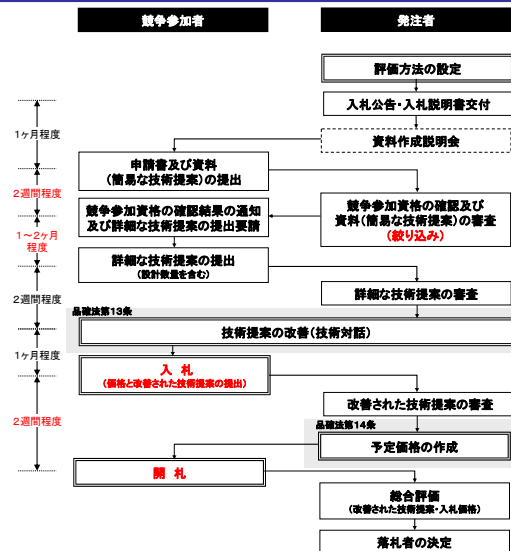 競争参加者
発注者
評価方法の設定
入札公告・入札説明書交付
1ヶ月程度
資料作成説明会
申請書及び資料
(簡易な技術提案)の提出
2週間程度
競争参加資格の確認結果の通知
及び詳細な技術提案の提出要請
競争参加資格の確認及び
資料(簡易な技術提案)の審査
(絞り込み)
1~2ヶ月
程度
詳細な技術提案の提出
(設計数量を含む)
2週間程度
詳細な技術提案の審査
品確法第13条
技術提案の改善(技術対話)
1ヶ月程度
入 札
(価格と改善された技術提案の提出)
改善された技術提案の審査
2週間程度
品確法第14条
予定価格の作成
開 札
総合評価
(改善された技術提案・入札価格)
落札者の決定